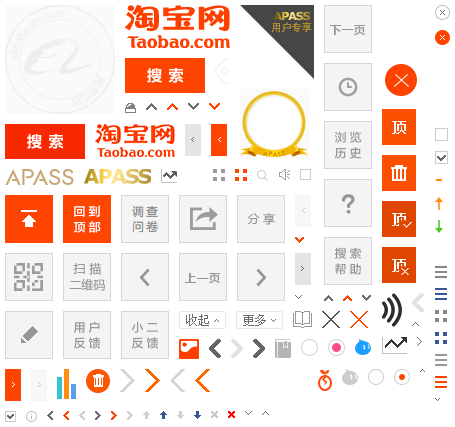 淘宝网
Taobao.com
APASS
用户专享
下一页
搜 索
搜 索
淘宝网
Taobao.com
浏览
历史
顶
APASS
APASS
APASS
回到
顶部
调查
问卷
分 享
顶
搜索
帮助
顶
扫 描
二维码
上一页
收起
更多
用户
反馈
小二
反馈